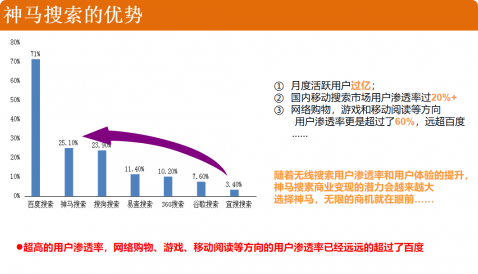 神马搜索的优势
80%
70%
60%
50%
40%
30%
20%
10%
0%
71%
25.10%
23.90%
11.40%
10.20%
7.60%
3.40%
百度搜索
神马搜索
搜狗搜索
易查搜索
360搜索
谷歌搜索
宜搜搜索
① 月度活跃用户过亿；
② 国内移动搜索市场用户渗透率过20%+
③ 网络购物，游戏和移动阅读等方向
用户渗透率更是超过了60%，远超百度
......
随着无线搜索用户渗透率和用户体验的提升，
神马搜素商业变现的潜力会越来越大
选择神马，无限的商机就在眼前……
●超高的用户渗透率，网络购物、游戏、移动阅读等方向的用户渗透率已经远远的超过了百度